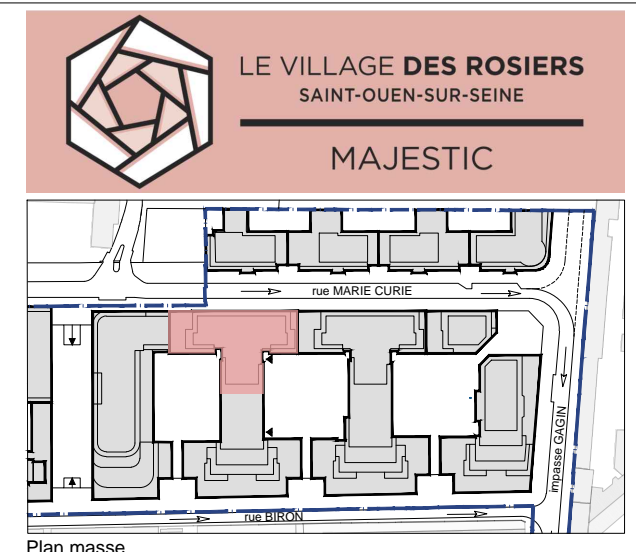 LE VILLAGE DES ROSIERS
SAINT-OUEN-SUR-SEINE
MAJESTIC
rue MARIE CURIE
impasse GAGIN
rue BIRON
Plan masse